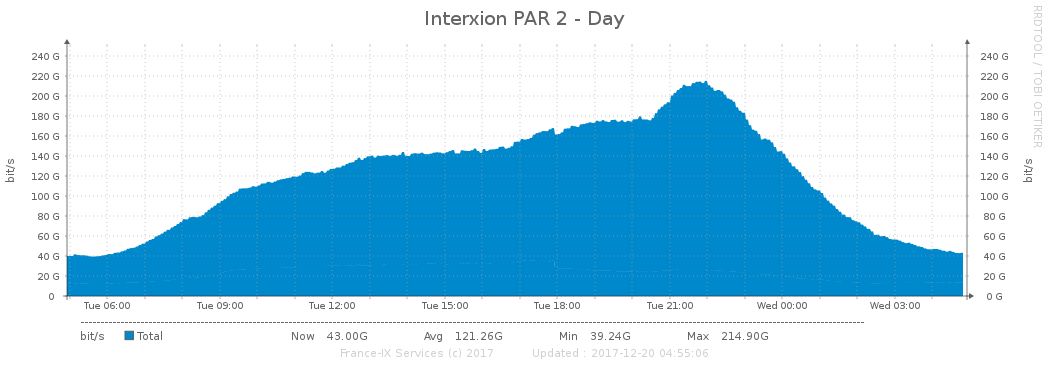 Interxion PAR 2 - Day
RRDTOOL / TOBI OETIKER
bit/s
240 G 240 G
220 G 220 G
200 G 200 G
180 G 180 G
160 G 160 G
140 G 140 G
120 G 120 G
100 G 100 G
80 G 80 G
60 G 60 G
40 G 40 G
20 G 20 G
0 0 G
bit/s
Tue 06:00 Tue 09:00 Tue 12:00 Tue 15:00 Tue 18:00 Tue 21:00 Wed 00:00 Wed 03:00
bit/s Total Now 43.00G Avg 121.26G Min 39.24G Max 214.90G
France-IX Services (c) 2017 Updated : 2017-12-20 04:55:06